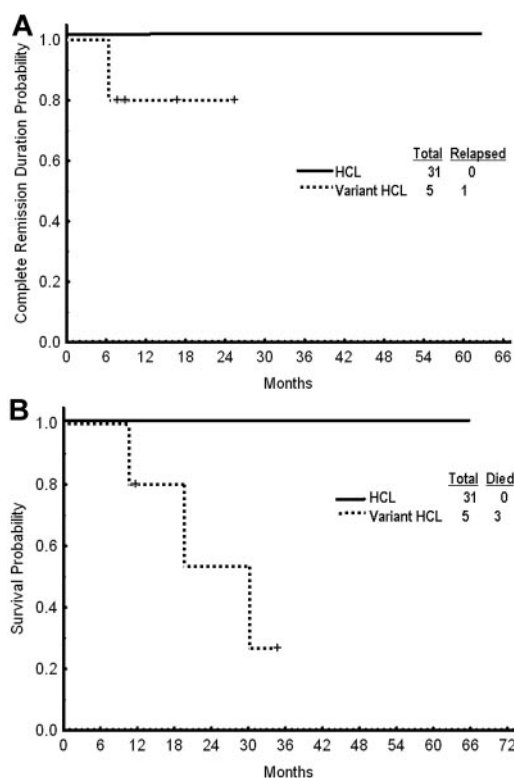 A
Complete Remission Duration Probability
1.0
0.8
0.6
0.4
0.2
0.0
Total Relapsed
HCL 31 0
Variant HCL 5 1
0 6 12 18 24 30 36 42 48 54 60 66
Months
B
Survival Probability
1.0
0.8
0.6
0.4
0.2
0.0
Total Died
HCL 31 0
Variant HCL 5 3
0 6 12 18 24 30 36 42 48 54 60 66 72
Months